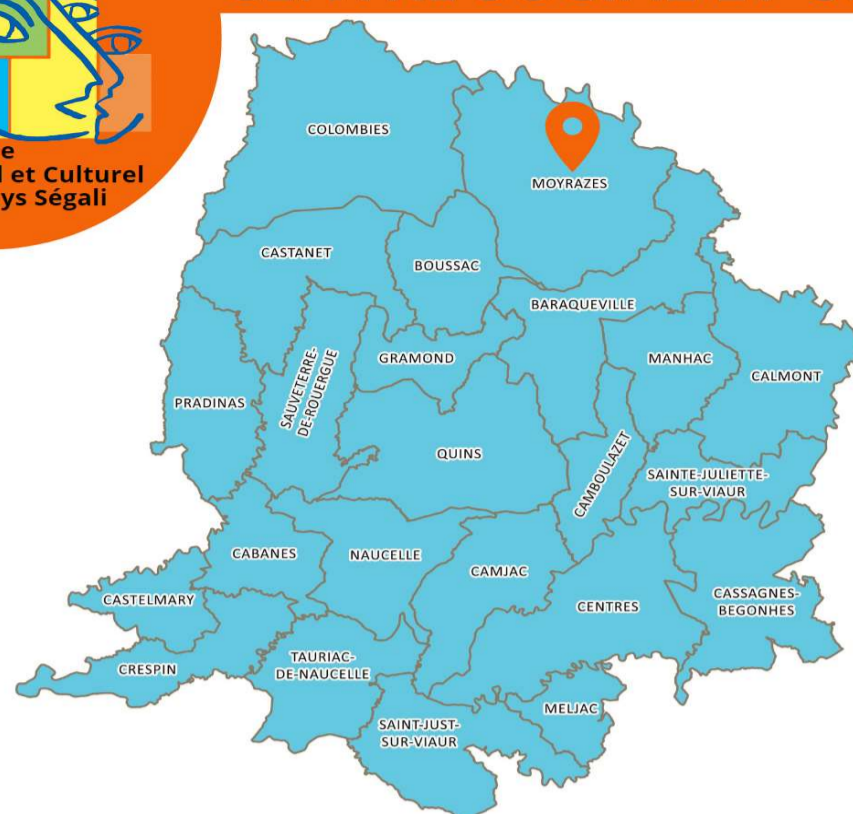 l et Culturel
ys Ségali
COLOMBIES
MOYRAZES
CASTANET
BOUSSAC
BARAQUEVILLE
GRAMOND
MANHAC
CALMONT
SAUVETERRE-
DE-ROUERGUE
PRADINAS
QUINS
CAMBOULAZET
SAINTE-JULIETTE-
SUR-VIAUR
CABANES
NAUCELLE
CAMJAC
CASTELMARY
CENTRES
CASSAGNES-
BEGONHES
CRESPIN
TAURIAC-
DE-NAUCELLE
MELJAC
SAINT-JUST-
SUR-VIAUR